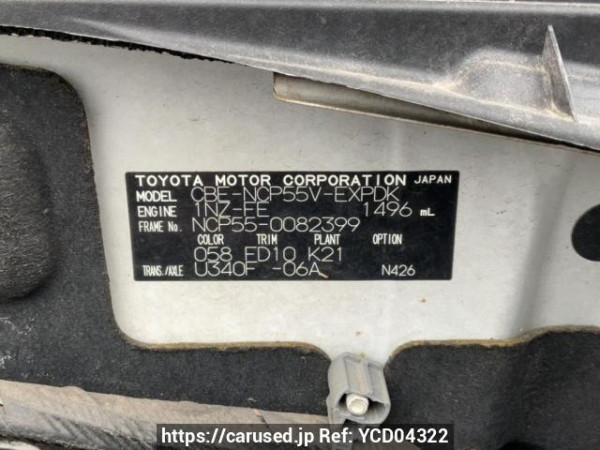 TOYOTA MOTOR CORPORATION JAPAN
MODEL CBE-NCP55V-EXPDK
ENGINE 1NZ-FE 1496 mL
FRAME No. NCP55-0082399
COLOR TRIM PLANT OPTION
058 FD10 K21
TRANS./AXLE U340F -06A N426
https://carused.jp Ref: YCD04322